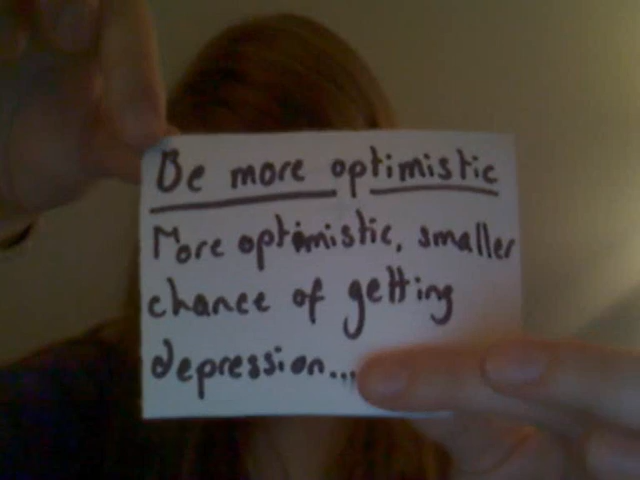 Be more optimistic
More optimistic, smaller
chance of getting
depression...